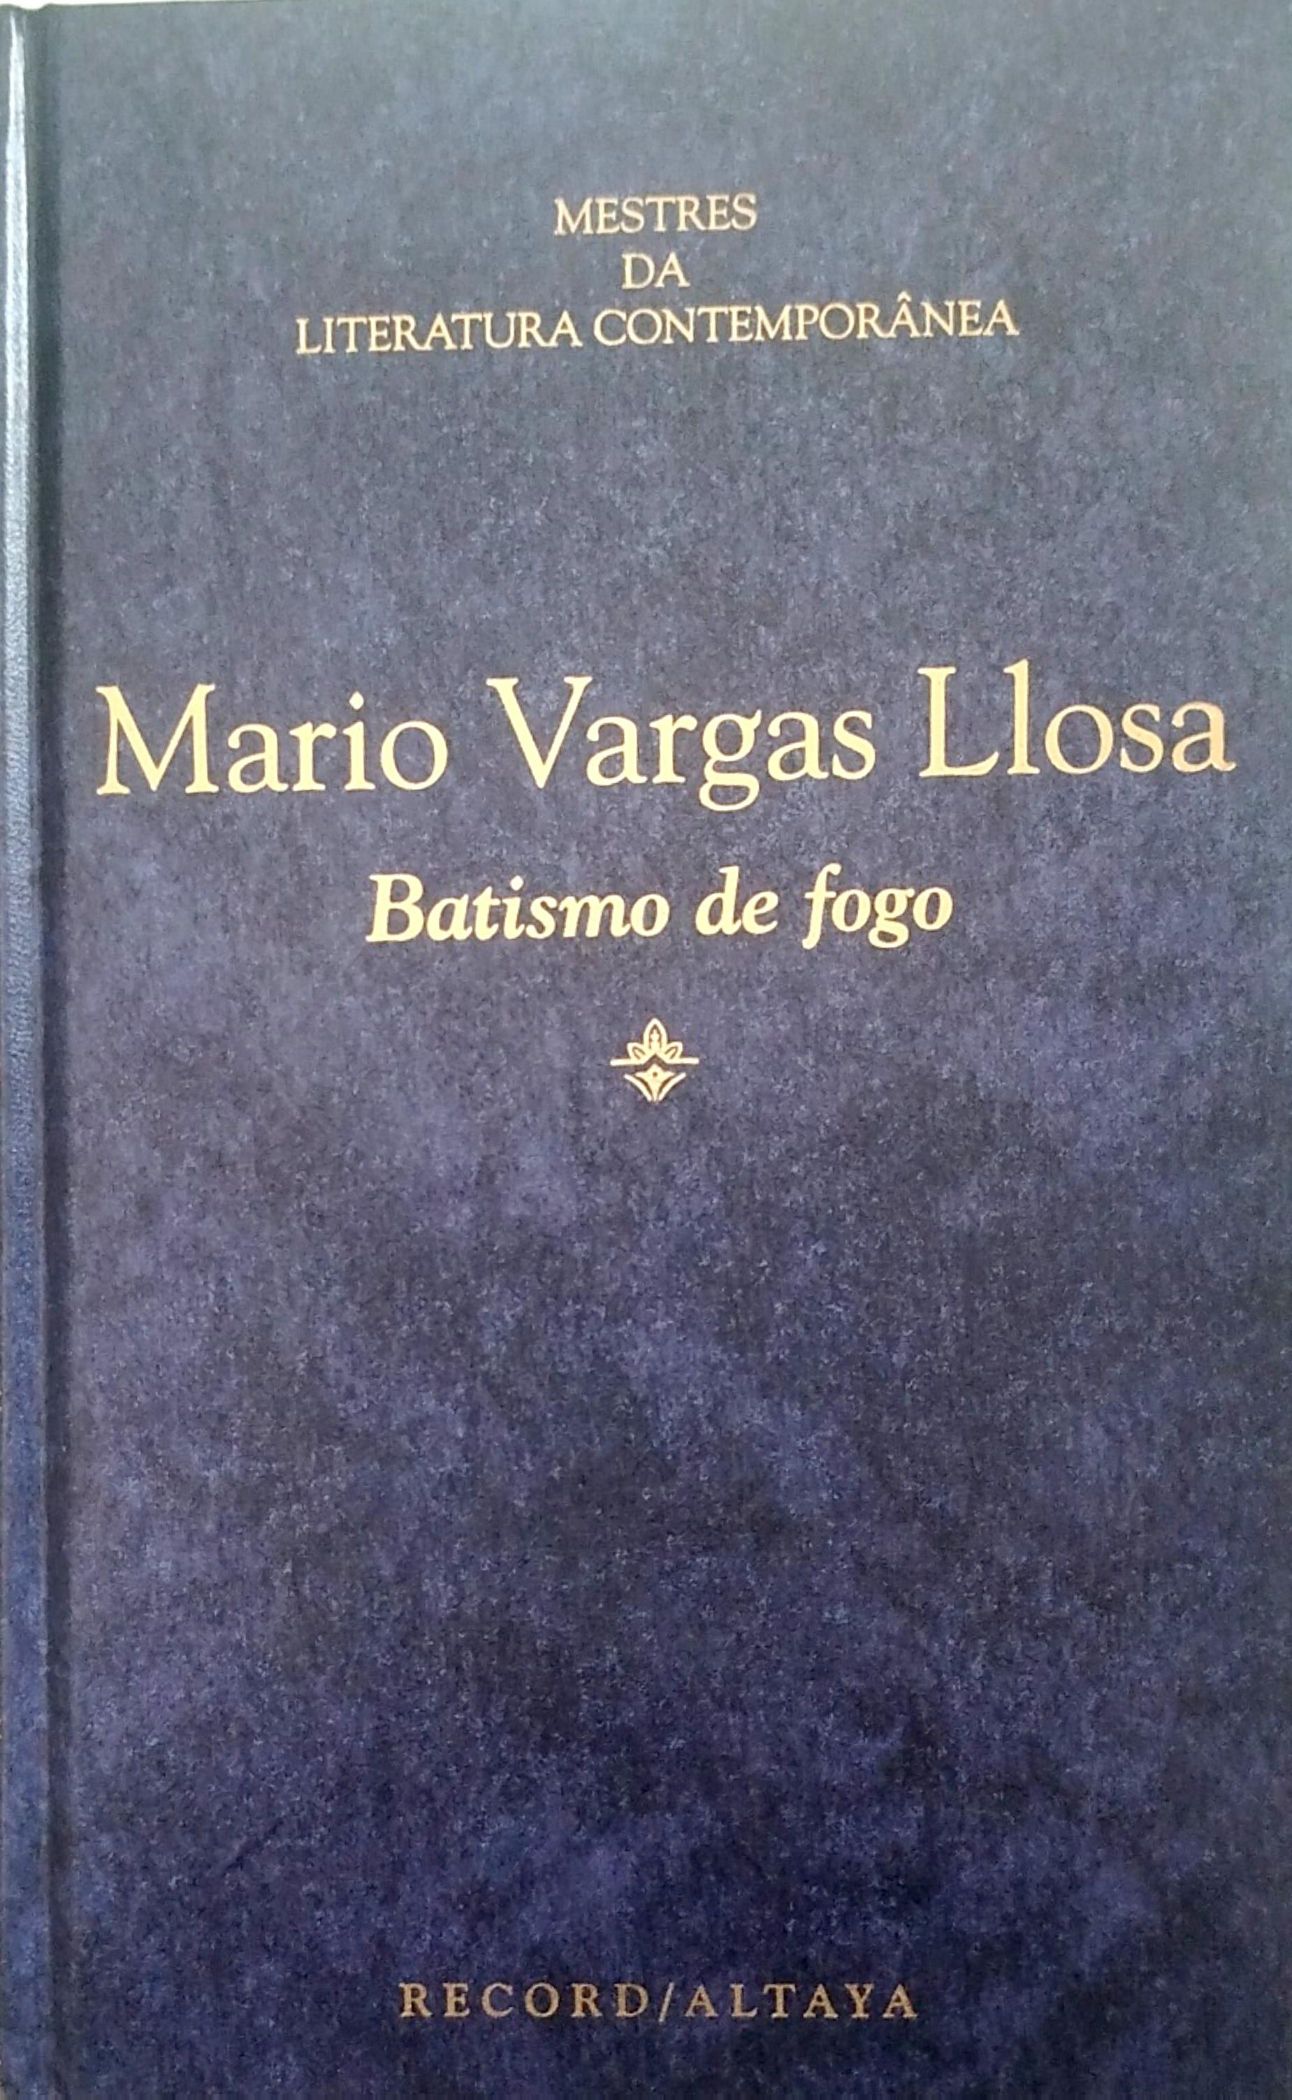 MESTRES
DA
LITERATURA CONTEMPORÂNEA
Mario Vargas Llosa
Batismo de fogo
RECORD/ALTAYA